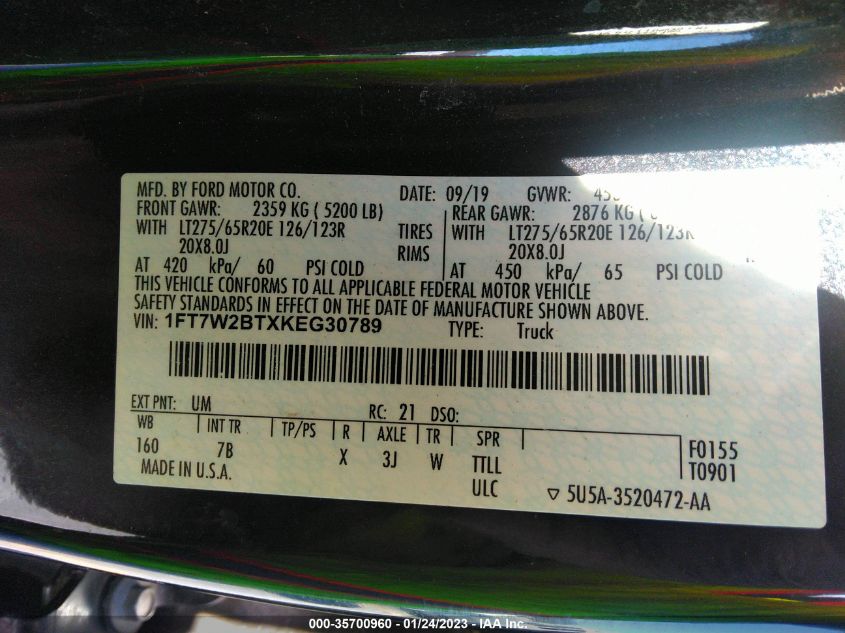 MFD. BY FORD MOTOR CO. DATE: 09/19 GVWR:
FRONT GAWR: 2359 KG ( 5200 LB) REAR GAWR: 2876 KG (
WITH LT275/65R20E 126/123R TIRES WITH LT275/65R20E 126/123R
20X8.0J RIMS 20X8.0J
AT 420 kPa/ 60 PSI COLD AT 450 kPa/ 65 PSI COLD
THIS VEHICLE CONFORMS TO ALL APPLICABLE FEDERAL MOTOR VEHICLE
SAFETY STANDARDS IN EFFECT ON THE DATE OF MANUFACTURE SHOWN ABOVE.
VIN: 1FT7W2BTXKEG30789 TYPE: Truck
EXT PNT: UM RC: 21 DSO:
WB INT TR TP/PS R AXLE TR SPR F0155
160 7B X 3J W TTLL T0901
MADE IN U.S.A. ULC 5U5A-3520472-AA
000-35700960 - 01/24/2023 - IAA Inc.